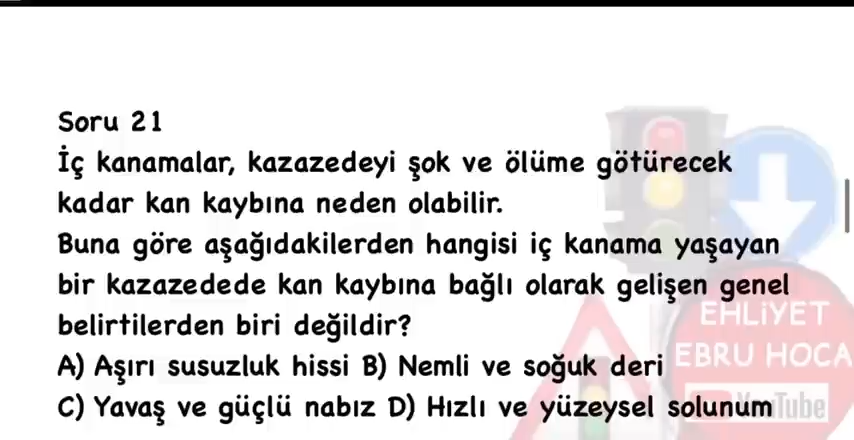 Soru 21
İç kanamalar, kazazedeyi şok ve ölüme götürecek
kadar kan kaybına neden olabilir.
Buna göre aşağıdakilerden hangisi iç kanama yaşayan
bir kazazedede kan kaybına bağlı olarak gelişen genel
belirtilerden biri değildir?
A) Aşırı susuzluk hissi B) Nemli ve soğuk deri
C) Yavaş ve güçlü nabız D) Hızlı ve yüzeysel solunum
EHLİYET
EBRU HOCA
YouTube